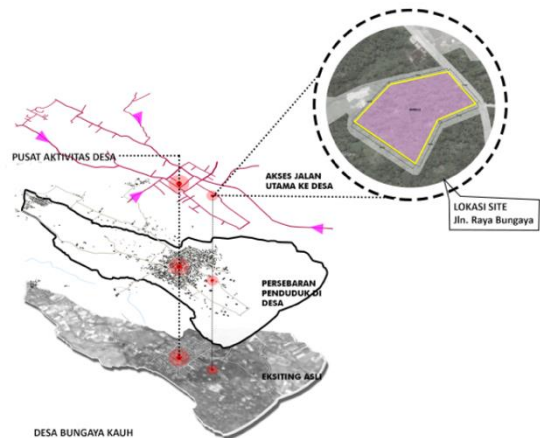 PUSAT AKTIVITAS DESA
AKSES JALAN
UTAMA KE DESA
LOKASI SITE
Jln. Raya Bungaya
PERSEBARAN
PENDUDUK DI
DESA
EKSITING ASLI
DESA BUNGAYA KAUH